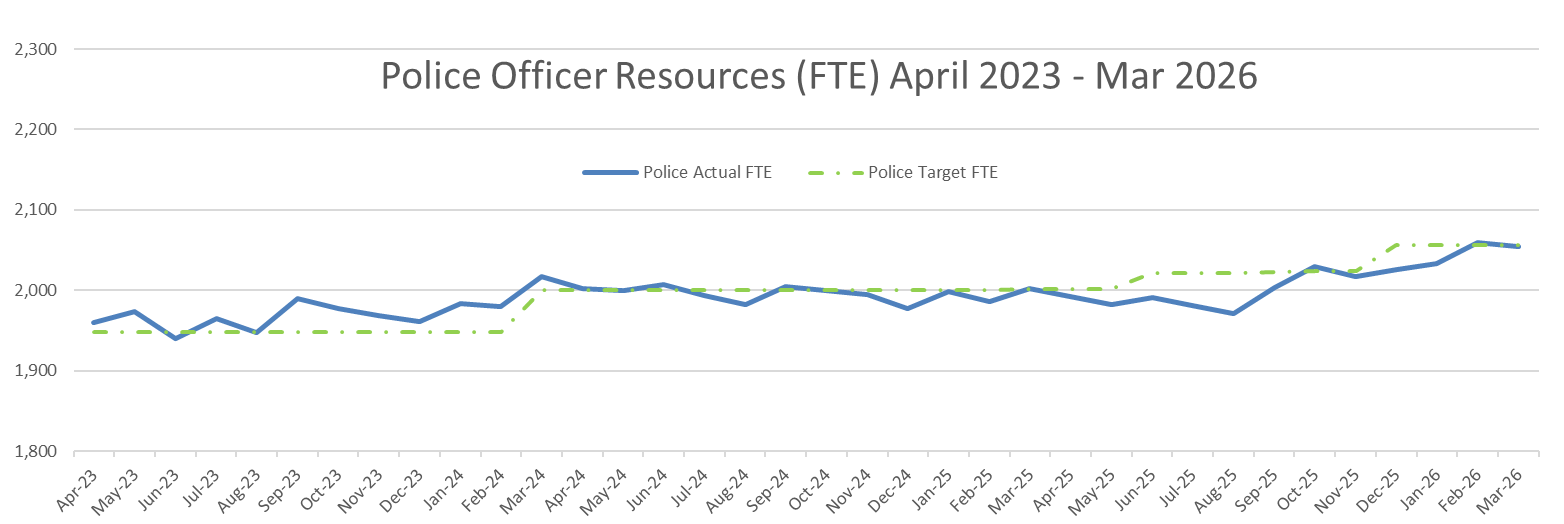 Police Officer Resources (FTE) April 2023 - Mar 2026
Police Actual FTE
Police Target FTE
2,300
2,200
2,100
2,000
1,900
1,800
Apr-23
May-23
Jun-23
Jul-23
Aug-23
Sep-23
Oct-23
Nov-23
Dec-23
Jan-24
Feb-24
Mar-24
Apr-24
May-24
Jun-24
Jul-24
Aug-24
Sep-24
Oct-24
Nov-24
Dec-24
Jan-25
Feb-25
Mar-25
Apr-25
May-25
Jun-25
Jul-25
Aug-25
Sep-25
Oct-25
Nov-25
Dec-25
Jan-26
Feb-26
Mar-26